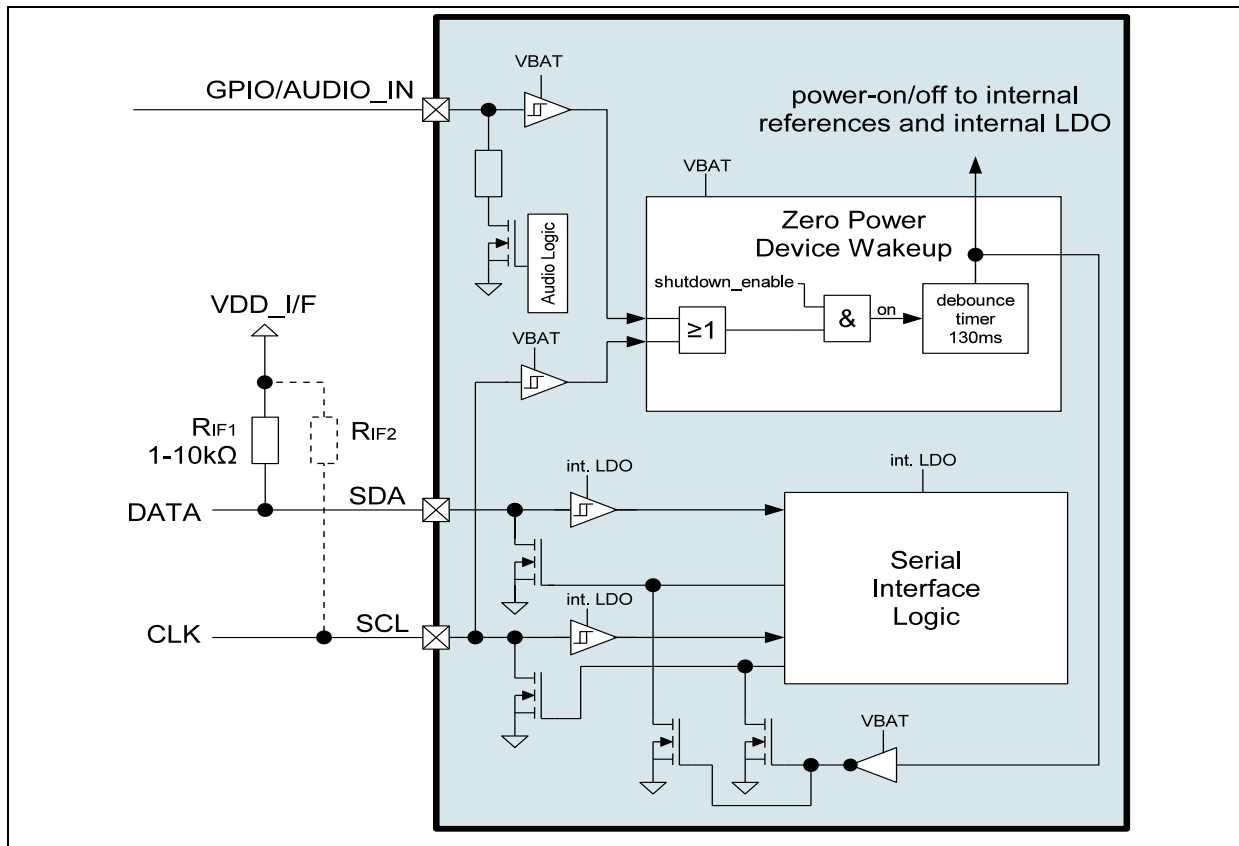 VBAT
GPIO/AUDIO_IN
power-on/off to internal
references and internal LDO
VBAT
Zero Power
Device Wakeup
Audio Logic
shutdown_enable
≥1
&
on
debounce
timer
130ms
VDD_I/F
VBAT
RIF1
1-10kΩ
RIF2
int. LDO
int. LDO
DATA
SDA
Serial
Interface
Logic
int. LDO
CLK
SCL
VBAT